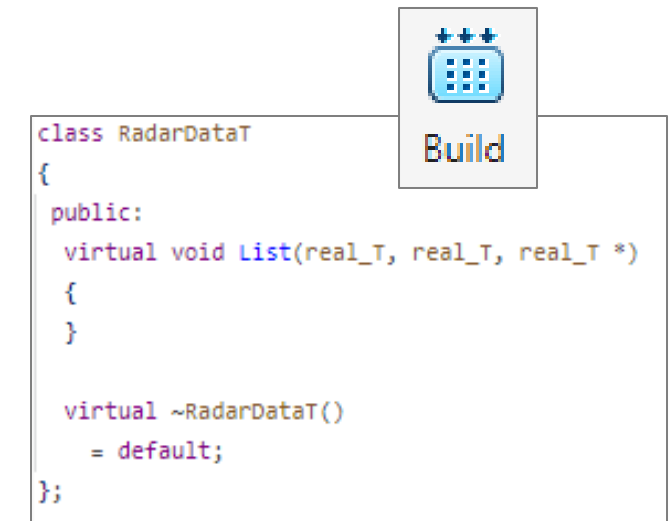 Build
class RadarDataT
{
public:
virtual void List(real_T, real_T, real_T *)
{
}
virtual ~RadarDataT()
= default;
};